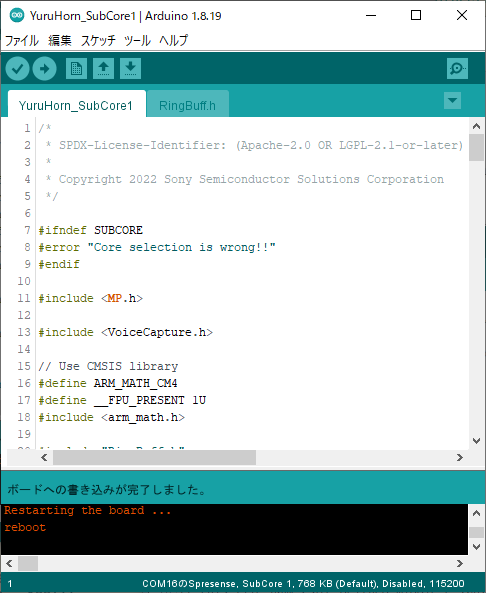 YuruHorn_SubCore1 | Arduino 1.8.19
ファイル 編集 スケッチ ツール ヘルプ
YuruHorn_SubCore1 RingBuff.h
1 /*
2 * SPDX-License-Identifier: (Apache-2.0 OR LGPL-2.1-or-later)
3 *
4 * Copyright 2022 Sony Semiconductor Solutions Corporation
5 */
6
7 #ifndef SUBCORE
8 #error "Core selection is wrong!!"
9 #endif
10
11 #include <MP.h>
12
13 #include <VoiceCapture.h>
14
15 // Use CMSIS library
16 #define ARM_MATH_CM4
17 #define __FPU_PRESENT 1U
18 #include <arm_math.h>
19
ボードへの書き込みが完了しました。
Restarting the board ...
reboot
1 COM16のSpresense, SubCore 1, 768 KB (Default), Disabled, 115200